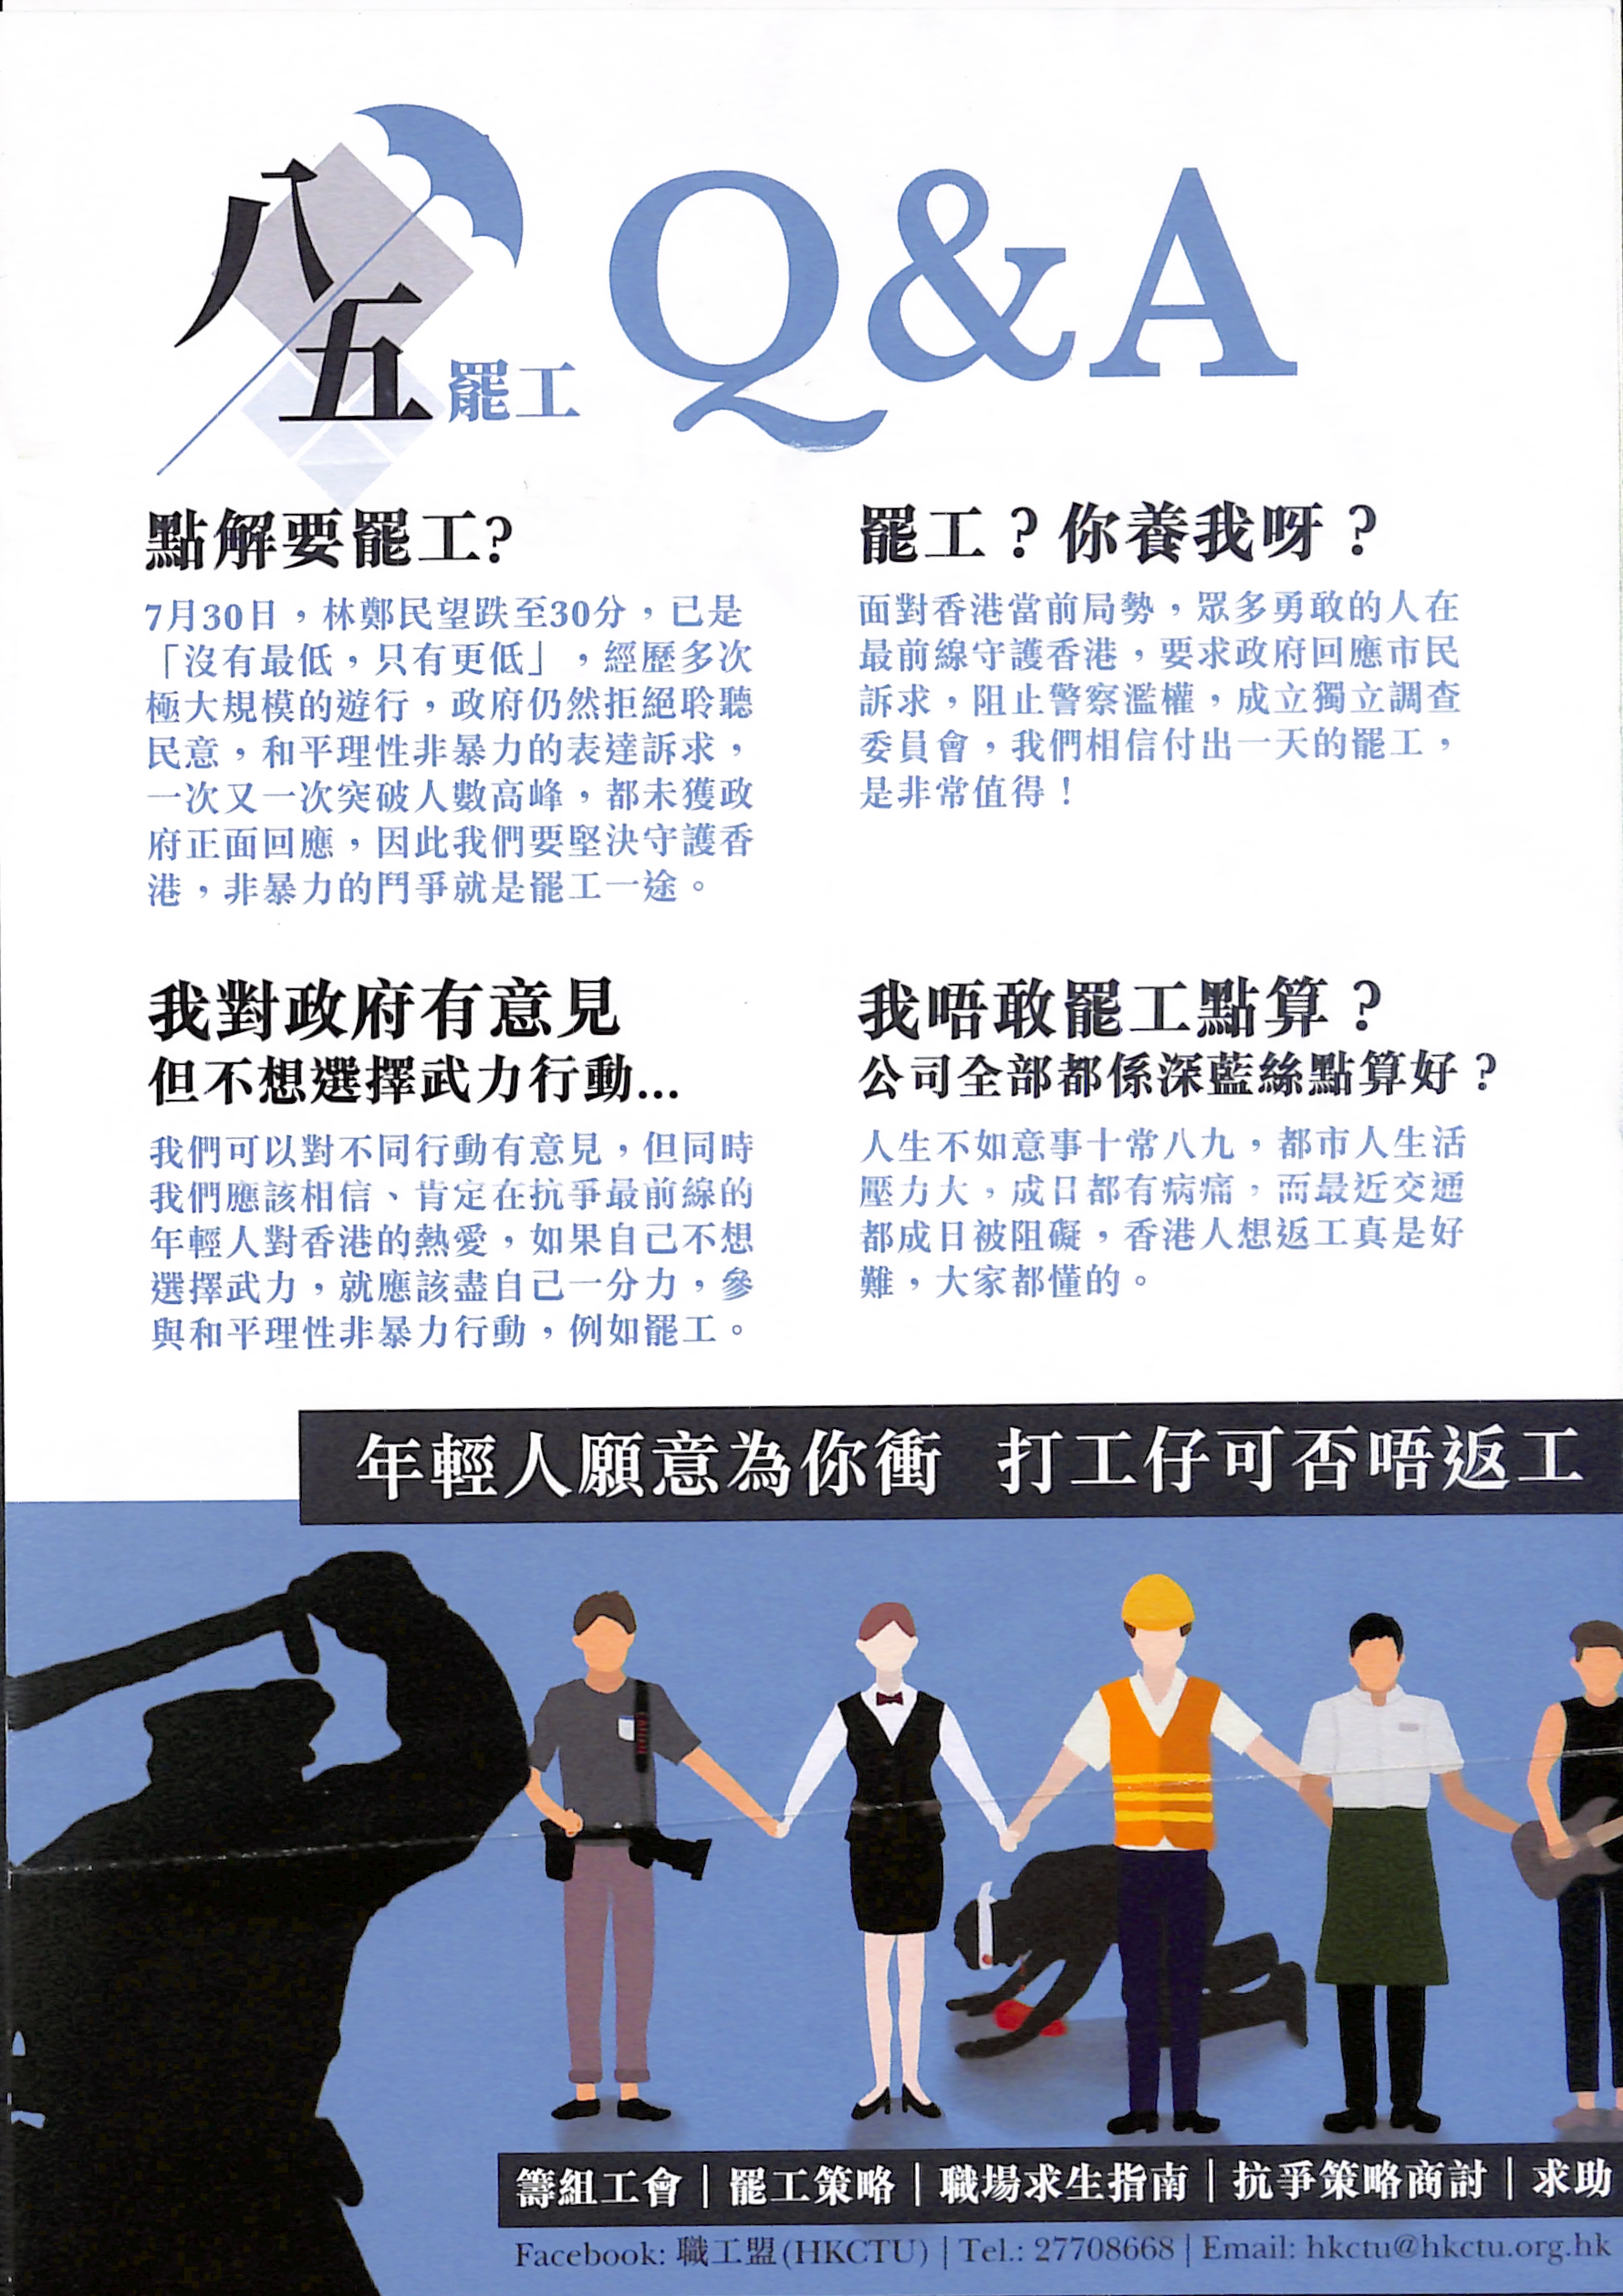 八五罷工 Q&A
點解要罷工?
7月30日，林鄭民望跌至30分，已是
「沒有最低，只有更低」，經歷多次
極大規模的遊行，政府仍然拒絕聆聽
民意，和平理性非暴力的表達訴求，
一次又一次突破人數高峰，都未獲政
府正面回應，因此我們要堅決守護香
港，非暴力的鬥爭就是罷工一途。
罷工？你養我呀？
面對香港當前局勢，眾多勇敢的人在
最前線守護香港，要求政府回應市民
訴求，阻止警察濫權，成立獨立調查
委員會，我們相信付出一天的罷工，
是非常值得！
我對政府有意見
但不想選擇武力行動...
我們可以對不同行動有意見，但同時
我們應該相信、肯定在抗爭最前線的
年輕人對香港的熱愛，如果自己不想
選擇武力，就應該盡自己一分力，參
與和平理性非暴力行動，例如罷工。
我唔敢罷工點算？
公司全部都係深藍絲點算好？
人生不如意事十常八九，都市人生活
壓力大，成日都有病痛，而最近交通
都成日被阻礙，香港人想返工真是好
難，大家都懂的。
年輕人願意為你衝 打工仔可否唔返工
籌組工會｜罷工策略｜職場求生指南｜抗爭策略商討｜求助
Facebook: 職工盟(HKCTU) | Tel.: 27708668 | Email: hkctu@hkctu.org.hk